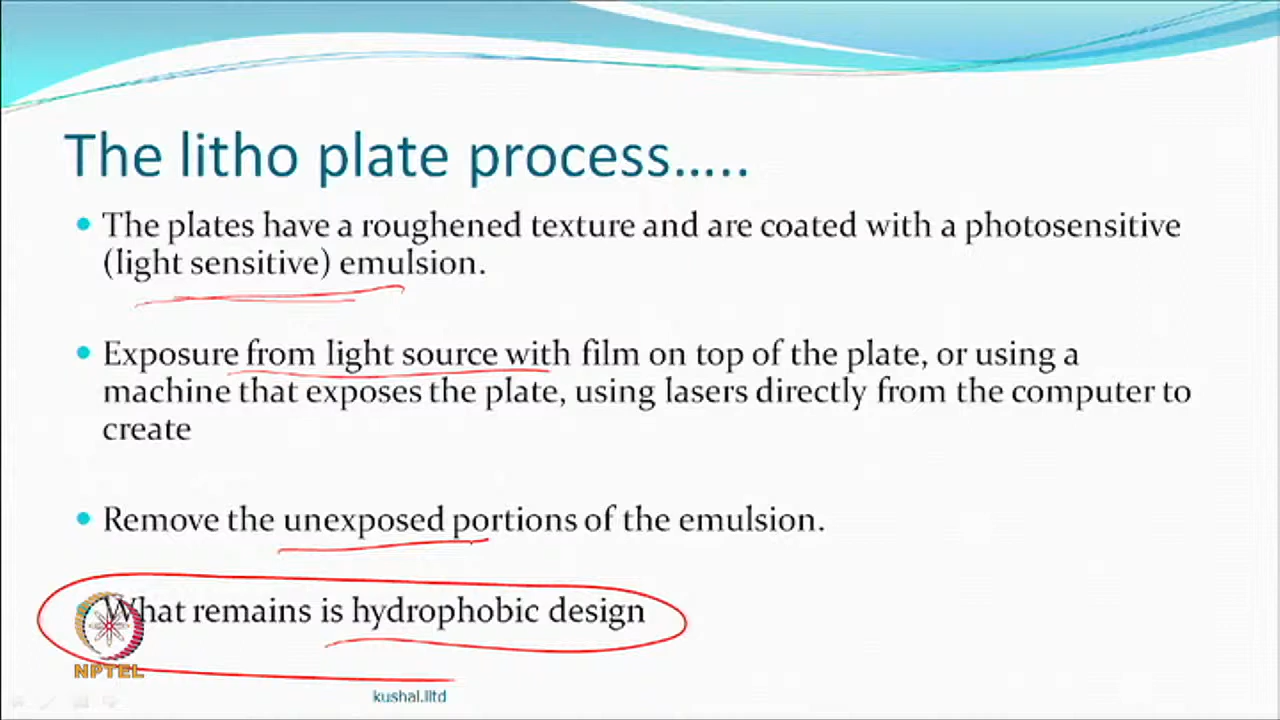 The litho plate process…..
The plates have a roughened texture and are coated with a photosensitive
(light sensitive) emulsion.
Exposure from light source with film on top of the plate, or using a
machine that exposes the plate, using lasers directly from the computer to
create
Remove the unexposed portions of the emulsion.
What remains is hydrophobic design
NPTEL
kushal.iitd